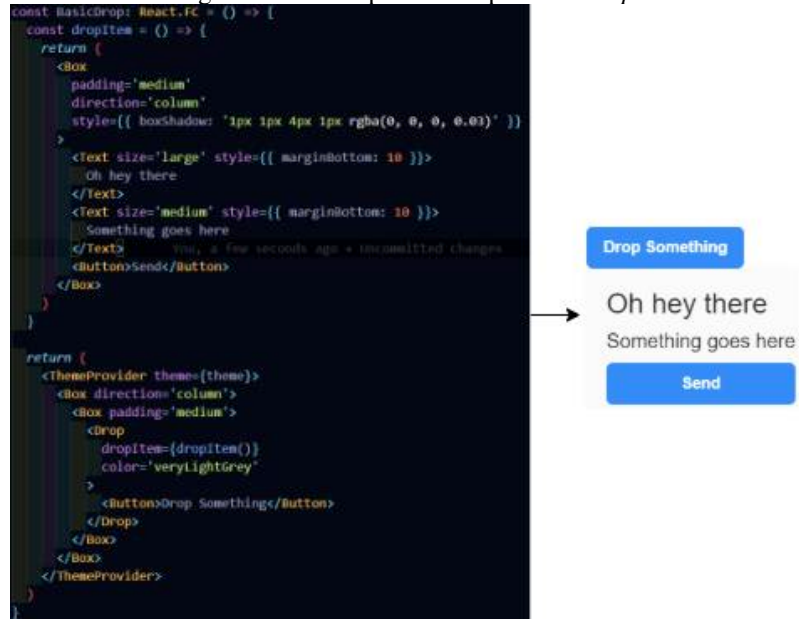 const BasicDrop: React.FC = () => {
const dropItem = () => {
return (
<Box
padding='medium'
direction='column'
style={{ boxShadow: '1px 1px 4px 1px rgba(0, 0, 0, 0.03)' }}
>
<Text size='large' style={{ marginBottom: 10 }}>
Oh hey there
</Text>
<Text size='medium' style={{ marginBottom: 10 }}>
Something goes here
</Text> You, a few seconds ago • Uncommitted changes
<Button>Send</Button>
</Box>
)
}
return (
<ThemeProvider theme={theme}>
<Box direction='column'>
<Box padding='medium'>
<Drop
dropItem={dropItem()}
color='veryLightGrey'
>
<Button>Drop Something</Button>
</Drop>
</Box>
</Box>
</ThemeProvider>
)
}
Drop Something
Oh hey there
Something goes here
Send